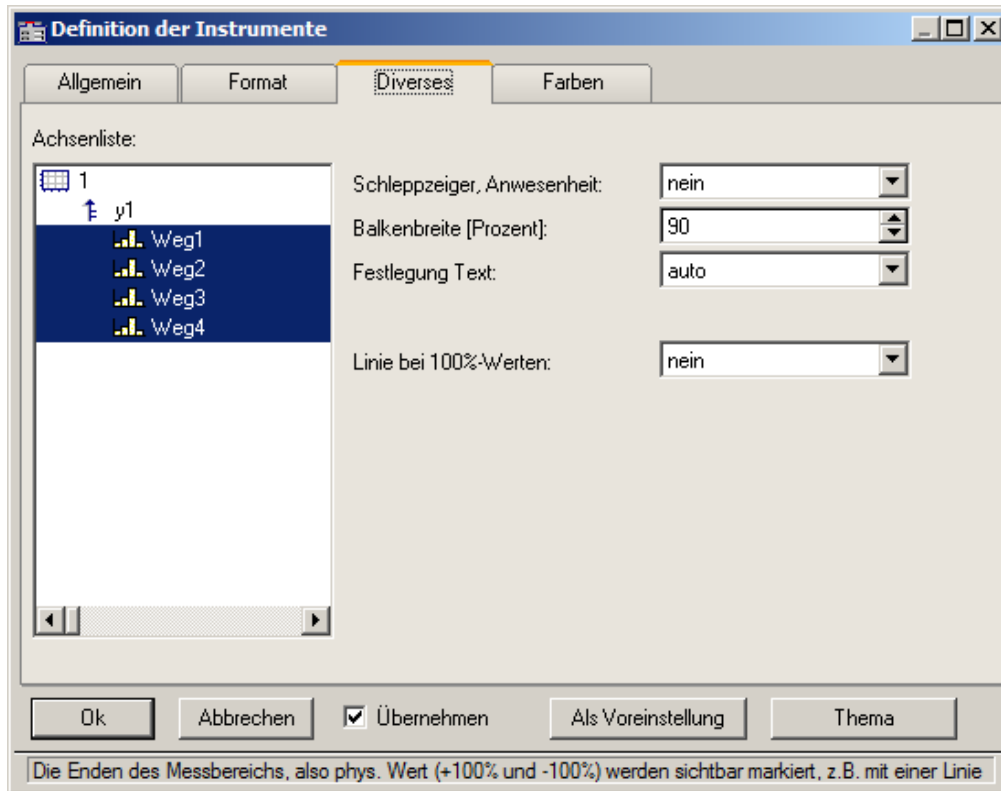 Definition der Instrumente
Allgemein
Format
Diverses
Farben
Achsenliste:
1
y1
Weg1
Weg2
Weg3
Weg4
Schleppzeiger, Anwesenheit:
nein
Balkenbreite [Prozent]:
90
Festlegung Text:
auto
Linie bei 100%-Werten:
nein
Ok
Abbrechen
Übernehmen
Als Voreinstellung
Thema
Die Enden des Messbereichs, also phys. Wert (+100% und -100%) werden sichtbar markiert, z.B. mit einer Linie